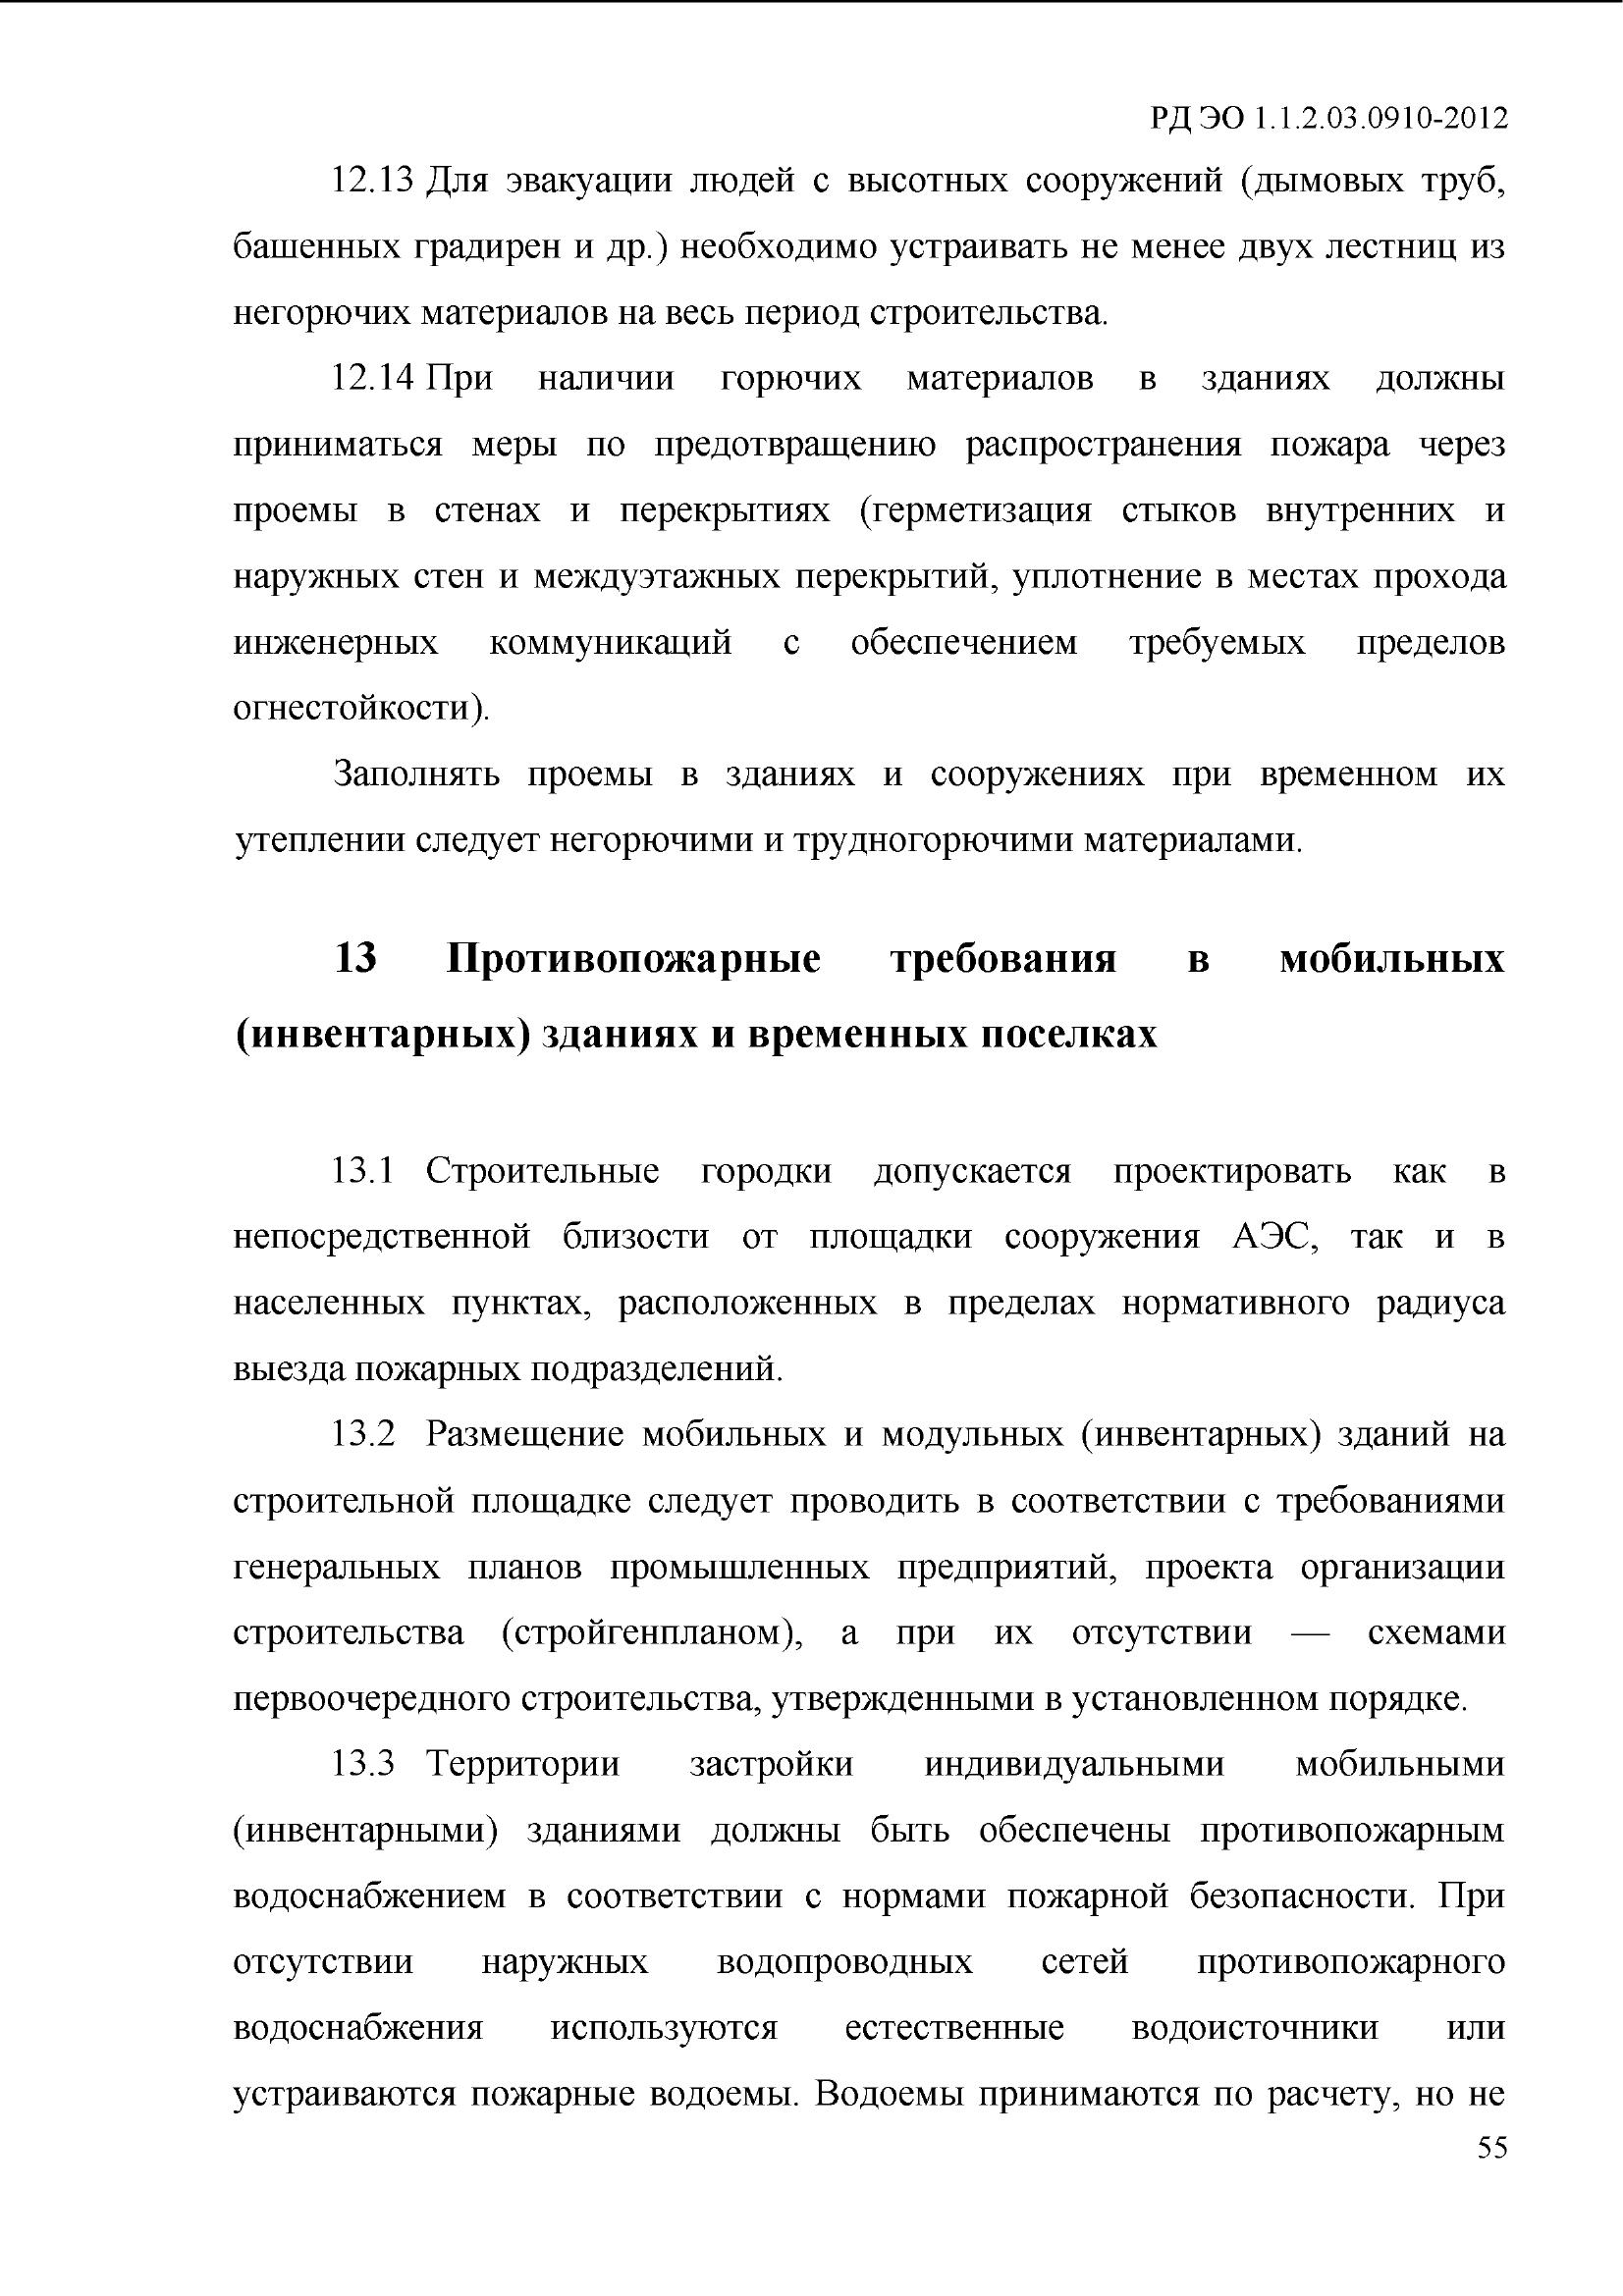 РД ЭО 1.1.2.03.0910-2012
12.13 Для эвакуации людей с высотных сооружений (дымовых труб,
башенных градирен и др.) необходимо устраивать не менее двух лестниц из
негорючих материалов на весь период строительства.
12.14 При наличии горючих материалов в зданиях должны
приниматься меры по предотвращению распространения пожара через
проемы в стенах и перекрытиях (герметизация стыков внутренних и
наружных стен и междуэтажных перекрытий, уплотнение в местах прохода
инженерных коммуникаций с обеспечением требуемых пределов
огнестойкости).
Заполнять проемы в зданиях и сооружениях при временном их
утеплении следует негорючими и трудногорючими материалами.
13 Противопожарные требования в мобильных
(инвентарных) зданиях и временных поселках
13.1 Строительные городки допускается проектировать как в
непосредственной близости от площадки сооружения АЭС, так и в
населенных пунктах, расположенных в пределах нормативного радиуса
выезда пожарных подразделений.
13.2 Размещение мобильных и модульных (инвентарных) зданий на
строительной площадке следует проводить в соответствии с требованиями
генеральных планов промышленных предприятий, проекта организации
строительства (стройгенпланом), а при их отсутствии — схемами
первоочередного строительства, утвержденными в установленном порядке.
13.3 Территории застройки индивидуальными мобильными
(инвентарными) зданиями должны быть обеспечены противопожарным
водоснабжением в соответствии с нормами пожарной безопасности. При
отсутствии наружных водопроводных сетей противопожарного
водоснабжения используются естественные водоисточники или
устраиваются пожарные водоемы. Водоемы принимаются по расчету, но не
55